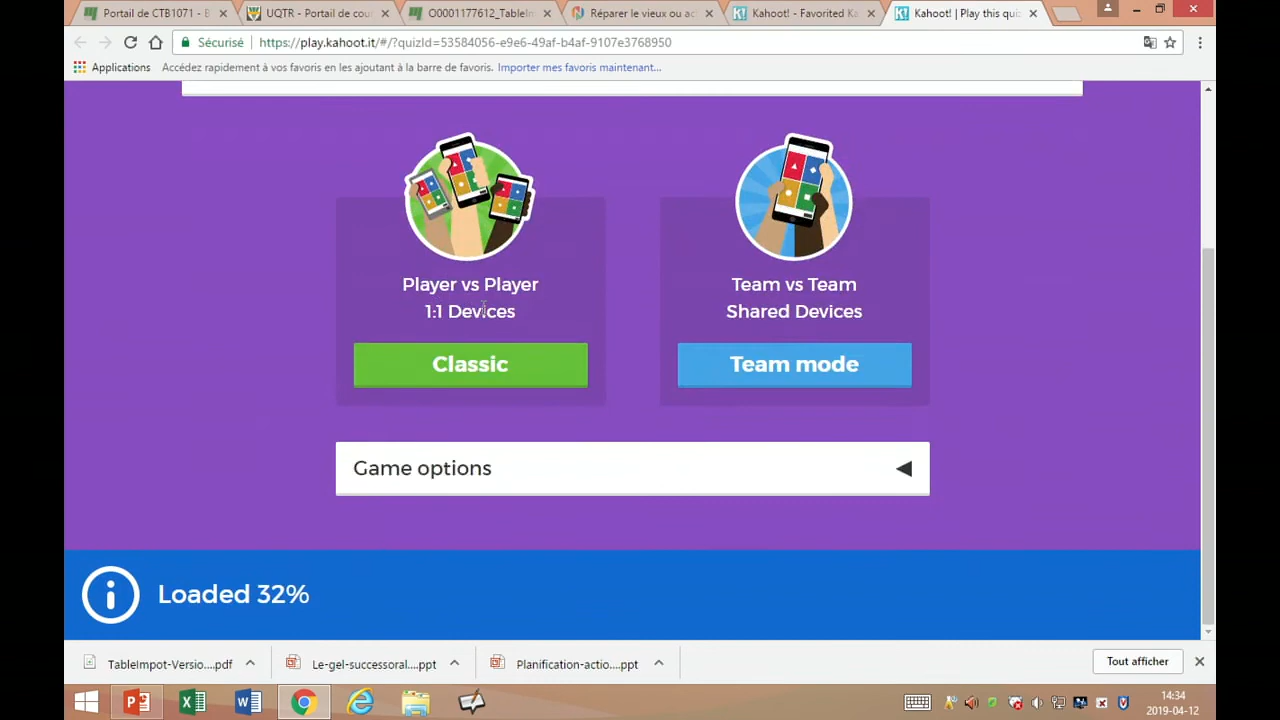 Portail de CTB1071 - B
UQTR - Portail de cou
O0001177612_TableIm
Réparer le vieux ou ac
Kahoot! - Favorited Ka
Kahoot! | Play this quiz
Sécurisé
https://play.kahoot.it/#/?quizId=53584056-e9e6-49af-b4af-9107e3768950
Applications
Accédez rapidement à vos favoris en les ajoutant à la barre de favoris.
Importer mes favoris maintenant...
Player vs Player
1:1 Devices
Classic
Team vs Team
Shared Devices
Team mode
Game options
Loaded 32%
TableImpot-Versio....pdf
Le-gel-successoral....ppt
Planification-actio....ppt
Tout afficher
14:34
2019-04-12